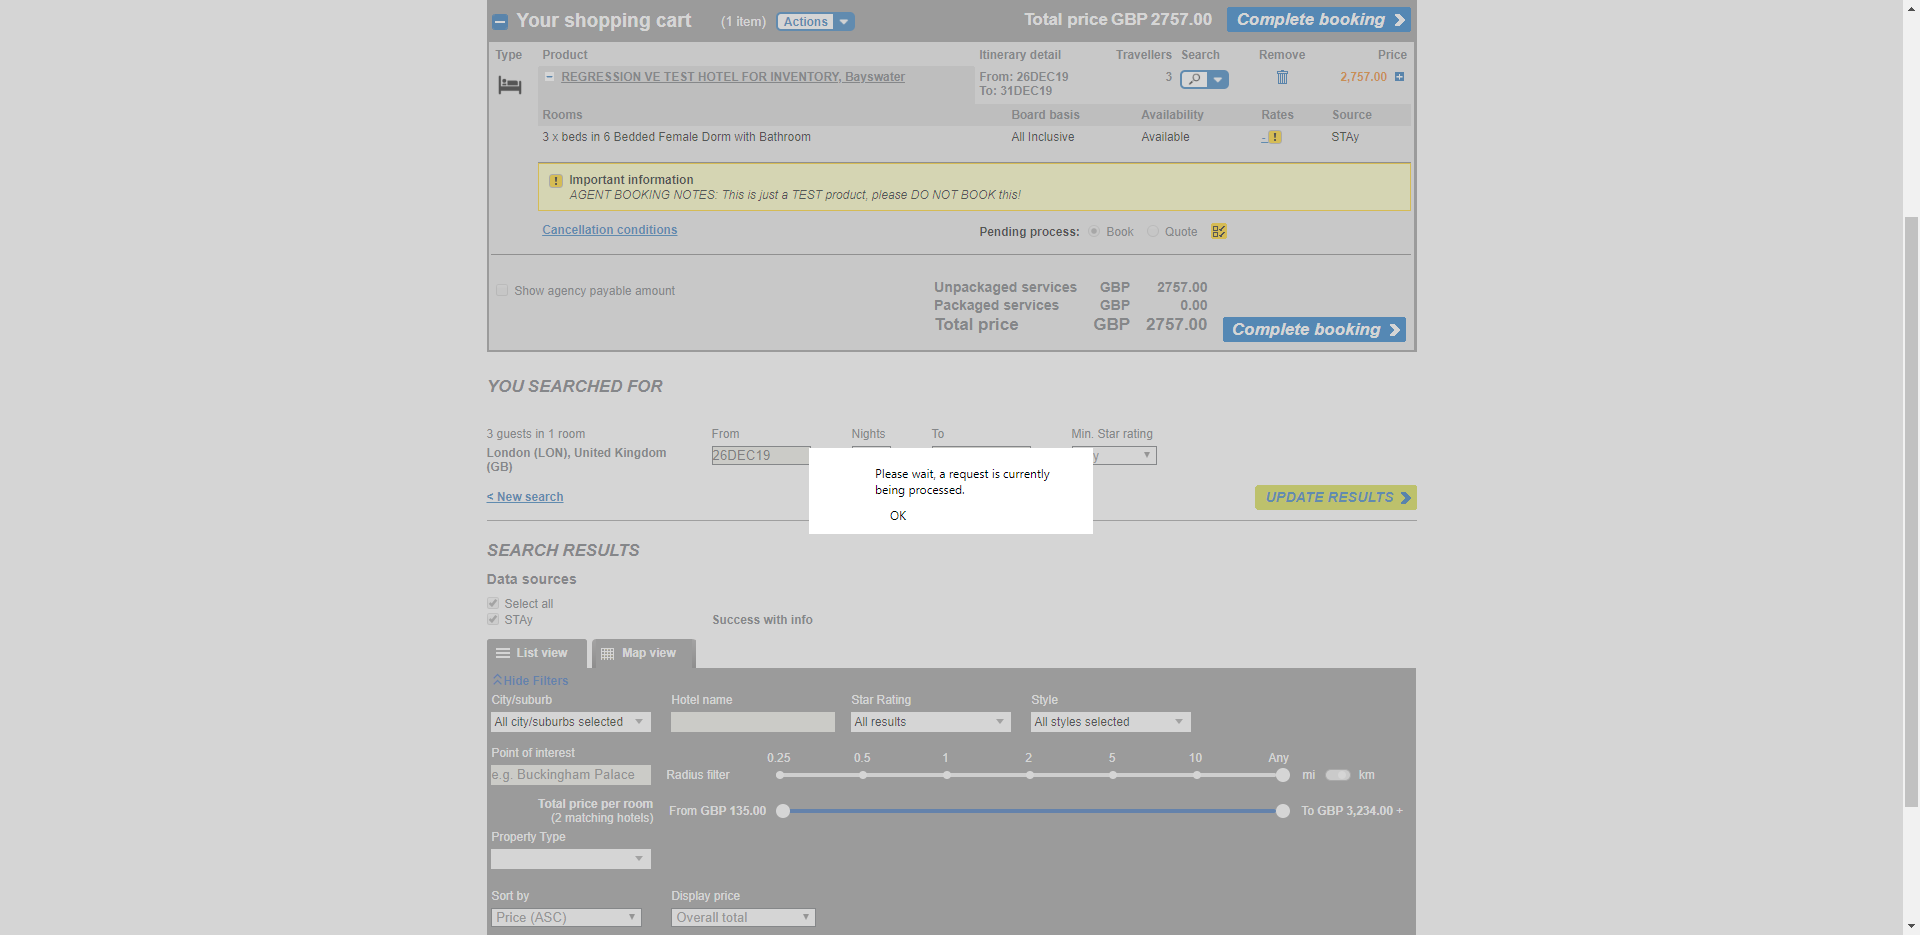 Your shopping cart (1 item) Actions Total price GBP 2757.00 Complete booking
Type Product Itinerary detail Travellers Search Remove Price
REGRESSION VE TEST HOTEL FOR INVENTORY, Bayswater From: 26DEC19 3 2,757.00
To: 31DEC19
Rooms Board basis Availability Rates Source
3 x beds in 6 Bedded Female Dorm with Bathroom All Inclusive Available - ! STAy
! Important information
AGENT BOOKING NOTES: This is just a TEST product, please DO NOT BOOK this!
Cancellation conditions Pending process: Book Quote
Show agency payable amount Unpackaged services GBP 2757.00
Packaged services GBP 0.00
Total price GBP 2757.00 Complete booking
YOU SEARCHED FOR
3 guests in 1 room From Nights To Min. Star rating
London (LON), United Kingdom 26DEC19
(GB)
Please wait, a request is currently
being processed.
OK
< New search UPDATE RESULTS
SEARCH RESULTS
Data sources
Select all
STAy Success with info
List view Map view
Hide Filters
City/suburb Hotel name Star Rating Style
All city/suburbs selected All results All styles selected
Point of interest 0.25 0.5 1 2 5 10 Any
e.g. Buckingham Palace Radius filter mi km
Total price per room From GBP 135.00 To GBP 3,234.00 +
(2 matching hotels)
Property Type
Sort by Display price
Price (ASC) Overall total